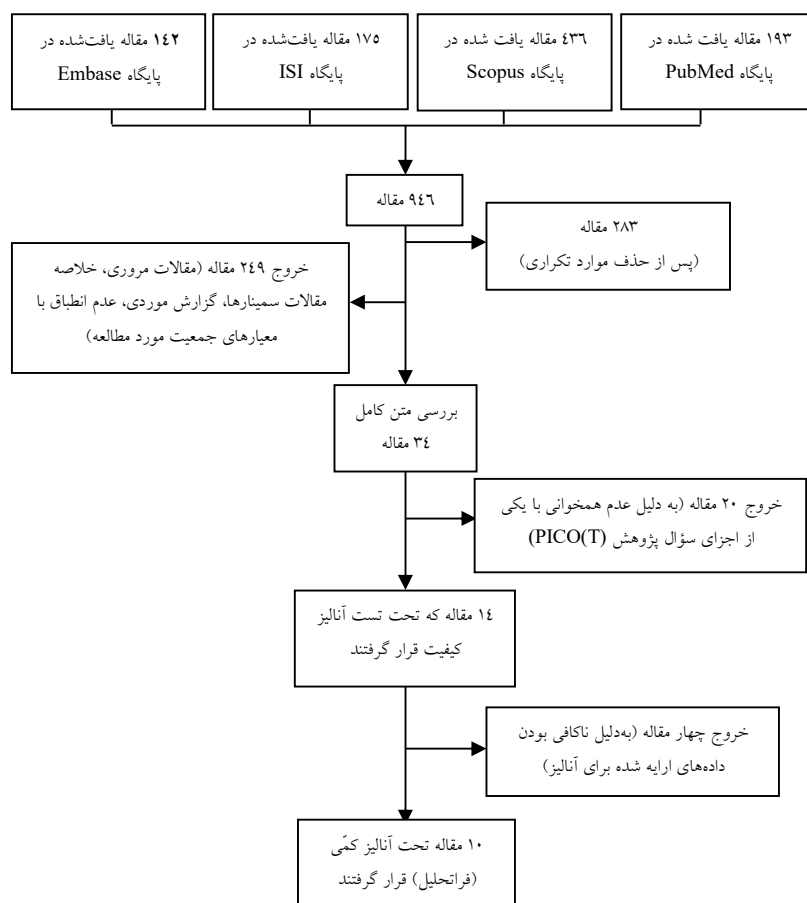 ۱۹۳ مقاله یافت شده در
پایگاه PubMed
۴۳۶ مقاله یافت شده در
پایگاه Scopus
۱۷۵ مقاله یافت‌شده در
پایگاه ISI
۱۴۲ مقاله یافت‌شده در
پایگاه Embase
۹۴۶ مقاله
۲۸۳ مقاله
(پس از حذف موارد تکراری)
خروج ۲۴۹ مقاله (مقالات مروری، خلاصه
مقالات سمینارها، گزارش موردی، عدم انطباق با
معیارهای جمعیت مورد مطالعه)
بررسی متن کامل
۳۴ مقاله
خروج ۲۰ مقاله (به دلیل عدم همخوانی با یکی
از اجزای سؤال پژوهش PICO(T))
۱۴ مقاله که تحت تست آنالیز
کیفیت قرار گرفتند
خروج چهار مقاله (به‌دلیل ناکافی بودن
داده‌های ارایه شده برای آنالیز)
۱۰ مقاله تحت آنالیز کمّی
(فراتحلیل) قرار گرفتند